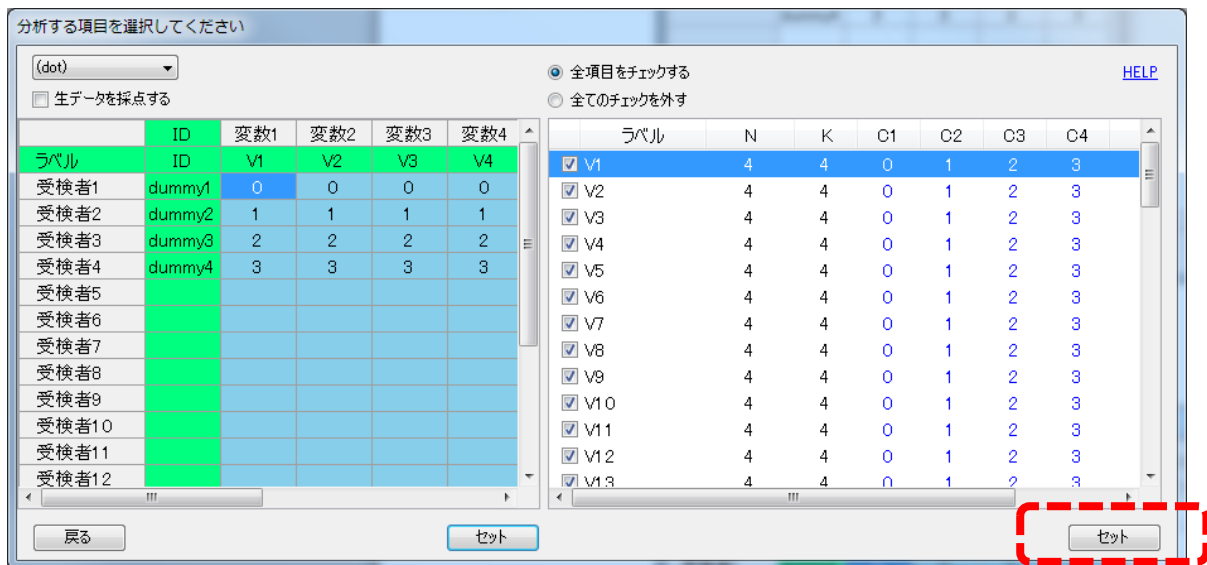 分析する項目を選択してください
(dot)
生データを採点する
全項目をチェックする
全てのチェックを外す
HELP
ID 変数1 変数2 変数3 変数4
ラベル ID V1 V2 V3 V4
受検者1 dummy1 0 0 0 0
受検者2 dummy2 1 1 1 1
受検者3 dummy3 2 2 2 2
受検者4 dummy4 3 3 3 3
受検者5
受検者6
受検者7
受検者8
受検者9
受検者10
受検者11
受検者12
ラベル N K C1 C2 C3 C4
V1 4 4 0 1 2 3
V2 4 4 0 1 2 3
V3 4 4 0 1 2 3
V4 4 4 0 1 2 3
V5 4 4 0 1 2 3
V6 4 4 0 1 2 3
V7 4 4 0 1 2 3
V8 4 4 0 1 2 3
V9 4 4 0 1 2 3
V10 4 4 0 1 2 3
V11 4 4 0 1 2 3
V12 4 4 0 1 2 3
V13 4 4 0 1 2 3
戻る
セット
セット